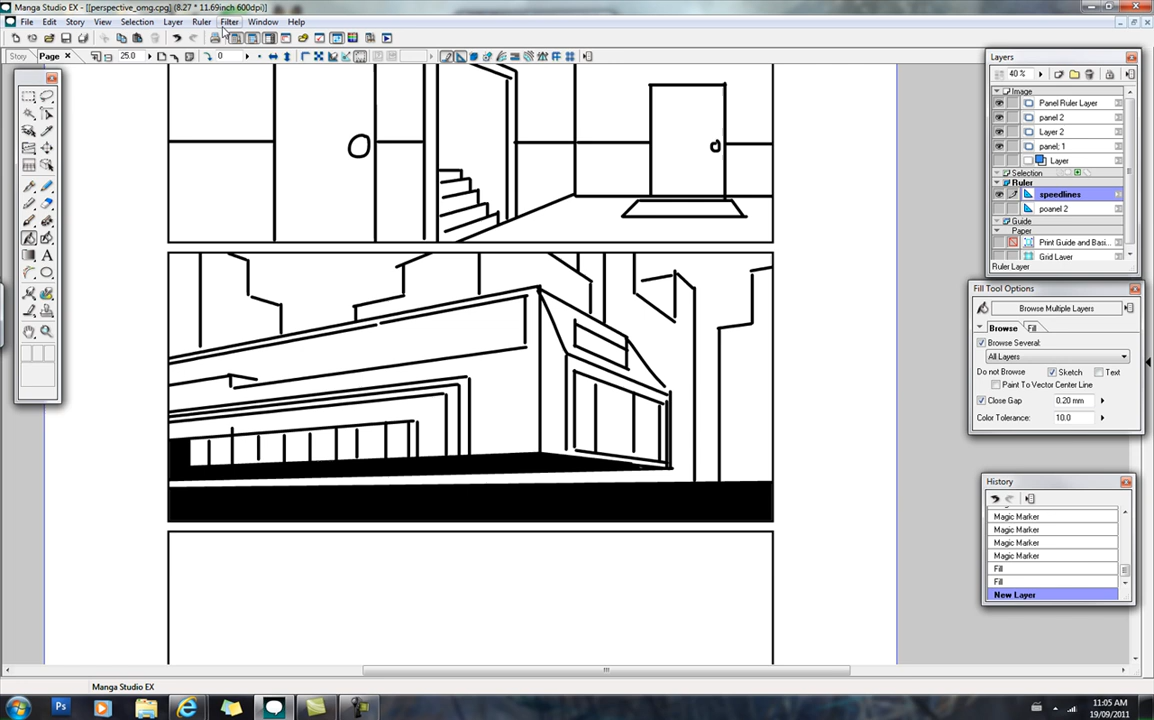 Manga Studio EX - [[perspective_omg.cpg] (8.27 * 11.69inch 600dpi)]
File Edit Story View Selection Layer Ruler Filter Window Help
Story Page 25.0 0
Layers
40 %
Image
Panel Ruler Layer
panel 2
Layer 2
panel; 1
Layer
Selection
Ruler
speedlines
poanel 2
Guide
Paper
Print Guide and Basi...
Grid Layer
Ruler Layer
Fill Tool Options
Browse Multiple Layers
Browse Fill
Browse Several:
All Layers
Do not Browse Sketch Text
Paint To Vector Center Line
Close Gap 0.20 mm
Color Tolerance: 10.0
History
Magic Marker
Magic Marker
Magic Marker
Magic Marker
Fill
Fill
New Layer
A
Manga Studio EX
Ps
11:05 AM
19/09/2011